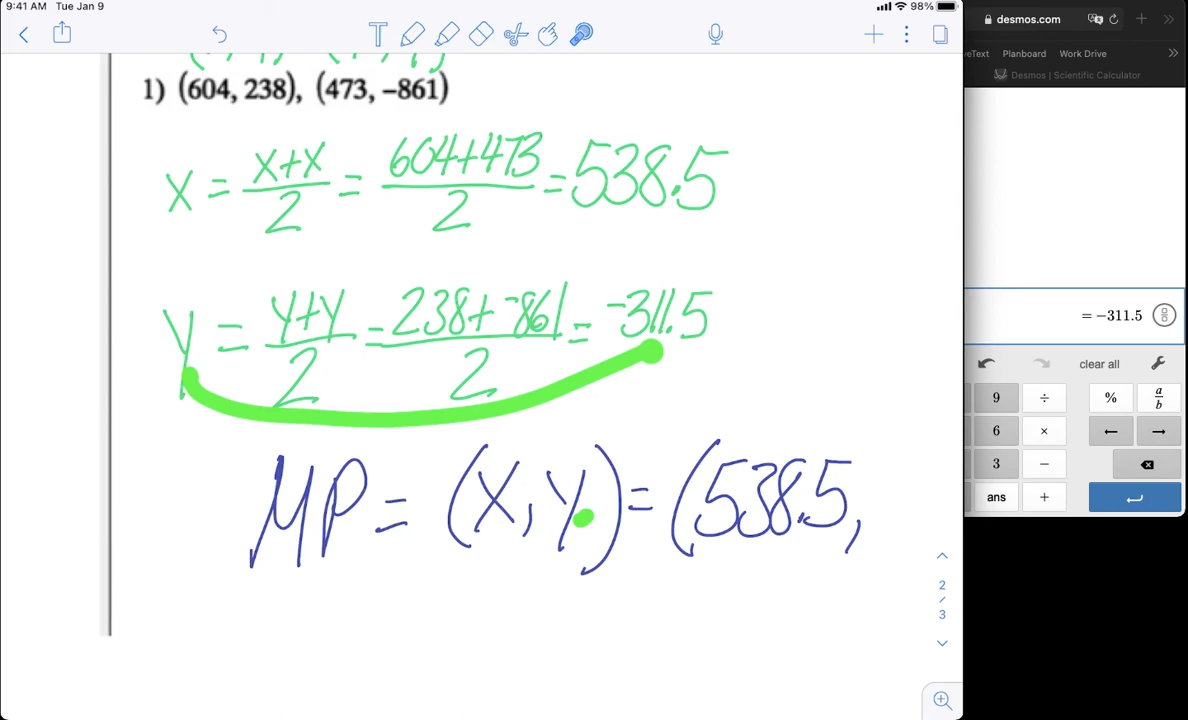 9:41 AM Tue Jan 9
98%
desmos.com
veText Planboard Work Drive
Desmos | Scientific Calculator
T
1) (604, 238), (473, −861)
x = x+x/2 = 604+473/2 = 538.5
y = y+y/2 = 238+-861/2 = -311.5
MP = (x, y) = (538.5,
= −311.5
clear all
9 ÷ % a/b
6 × ← →
3 −
ans +
2
/
3